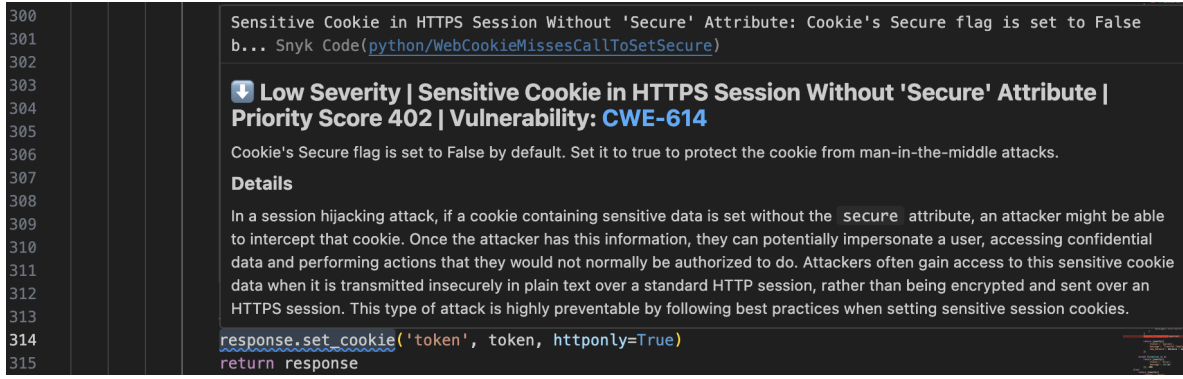 300
Sensitive Cookie in HTTPS Session Without 'Secure' Attribute: Cookie's Secure flag is set to False
301
b... Snyk Code(python/WebCookieMissesCallToSetSecure)
302
303
⬇️ Low Severity | Sensitive Cookie in HTTPS Session Without 'Secure' Attribute |
304
Priority Score 402 | Vulnerability: CWE-614
305
306
Cookie's Secure flag is set to False by default. Set it to true to protect the cookie from man-in-the-middle attacks.
307
Details
308
309
In a session hijacking attack, if a cookie containing sensitive data is set without the secure attribute, an attacker might be able
310
to intercept that cookie. Once the attacker has this information, they can potentially impersonate a user, accessing confidential
311
data and performing actions that they would not normally be authorized to do. Attackers often gain access to this sensitive cookie
312
data when it is transmitted insecurely in plain text over a standard HTTP session, rather than being encrypted and sent over an
313
HTTPS session. This type of attack is highly preventable by following best practices when setting sensitive session cookies.
314 response.set_cookie('token', token, httponly=True)
315 return response